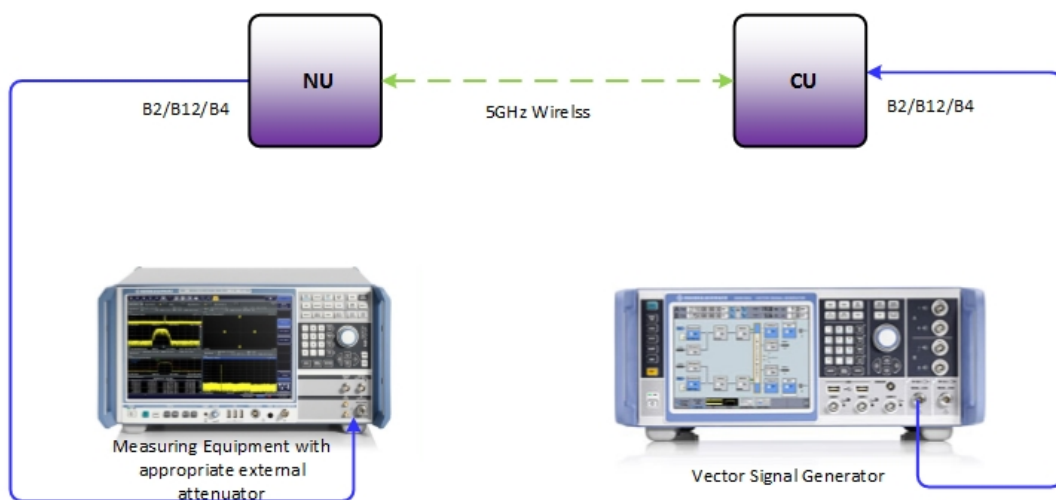 NU
CU
B2/B12/B4
5GHz Wirelss
B2/B12/B4
Measuring Equipment with
appropriate external
attenuator
Vector Signal Generator